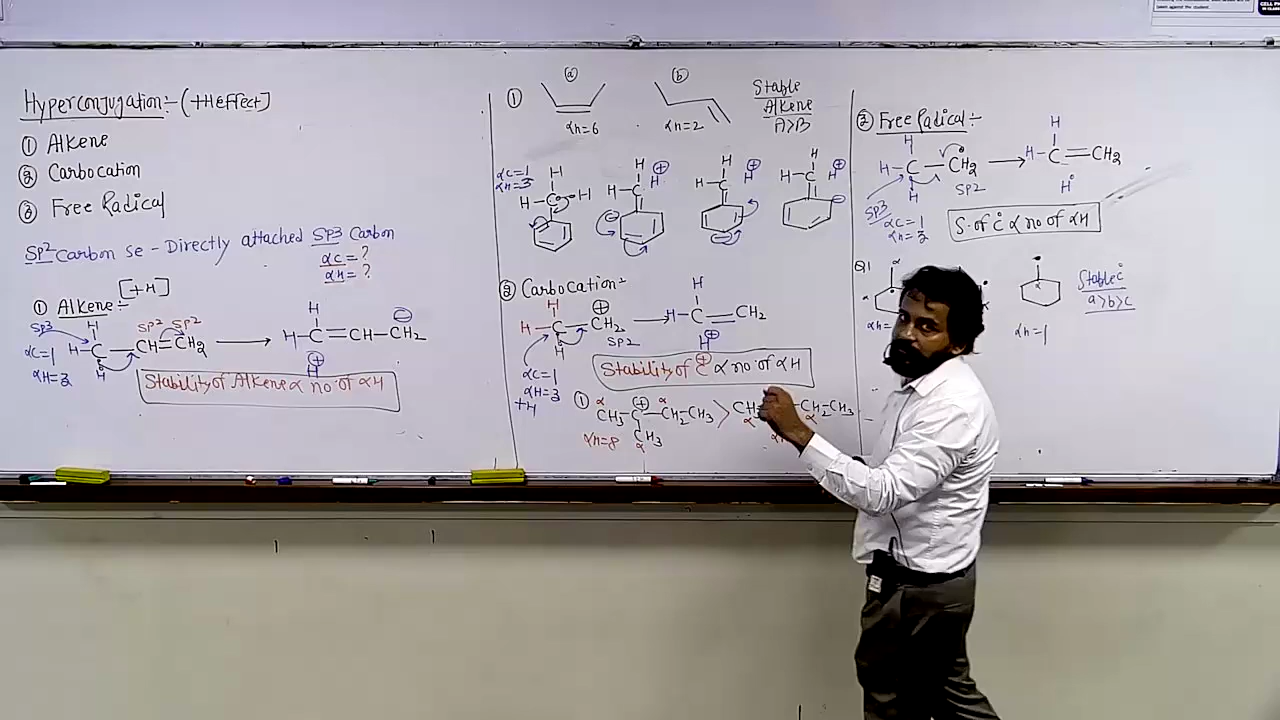 Hyperconjugation:- (+H Effect)
① Alkene
② Carbocation
③ Free Radical
SP2 Carbon se - Directly attached SP3 Carbon
αC=?
αH=?
① Alkene:-
[+H]
SP3
SP2 SP2
H
H-C-CH=CH2
H
αC=1
αH=3
H
H-C=CH-CH2
⊖
H
⊕
Stability of Alkene α no of αH
①
ⓐ
αH=6
ⓑ
αH=2
Stable
Alkene
A>B
αC=1
αH=3
H
H-C-H
H
H-C
H
⊕
⊖
H
H-C
H
⊕
⊖
H
H-C
H
⊕
⊖
② Carbocation:-
H
H-C-CH2
⊕
H
SP2
αC=1
αH=3
+H
H
H-C=CH2
H
⊕
Stability of C⊕ α no of αH
①
α ⊕ α
CH3-C-CH2-CH3 >
CH3
α
αH=8
CH3
α
CH2CH3
α
③ Free Radical:-
H
H-C-CH2
H
SP2
SP3
αC=1
αH=3
H
H-C=CH2
H
S. of C α no of αH
Q1
α
α
αH=
α
αH=1
Stable C
a>b>c